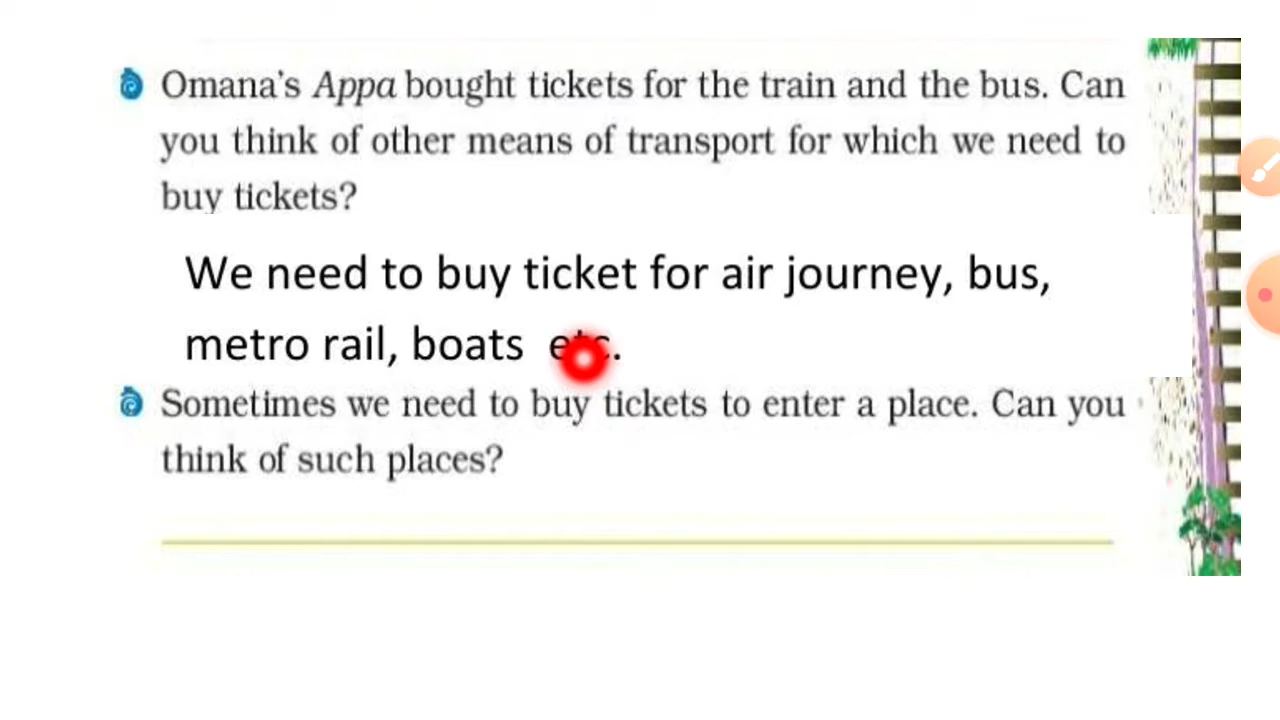 Omana's Appa bought tickets for the train and the bus. Can
you think of other means of transport for which we need to
buy tickets?
We need to buy ticket for air journey, bus,
metro rail, boats etc.
Sometimes we need to buy tickets to enter a place. Can you
think of such places?